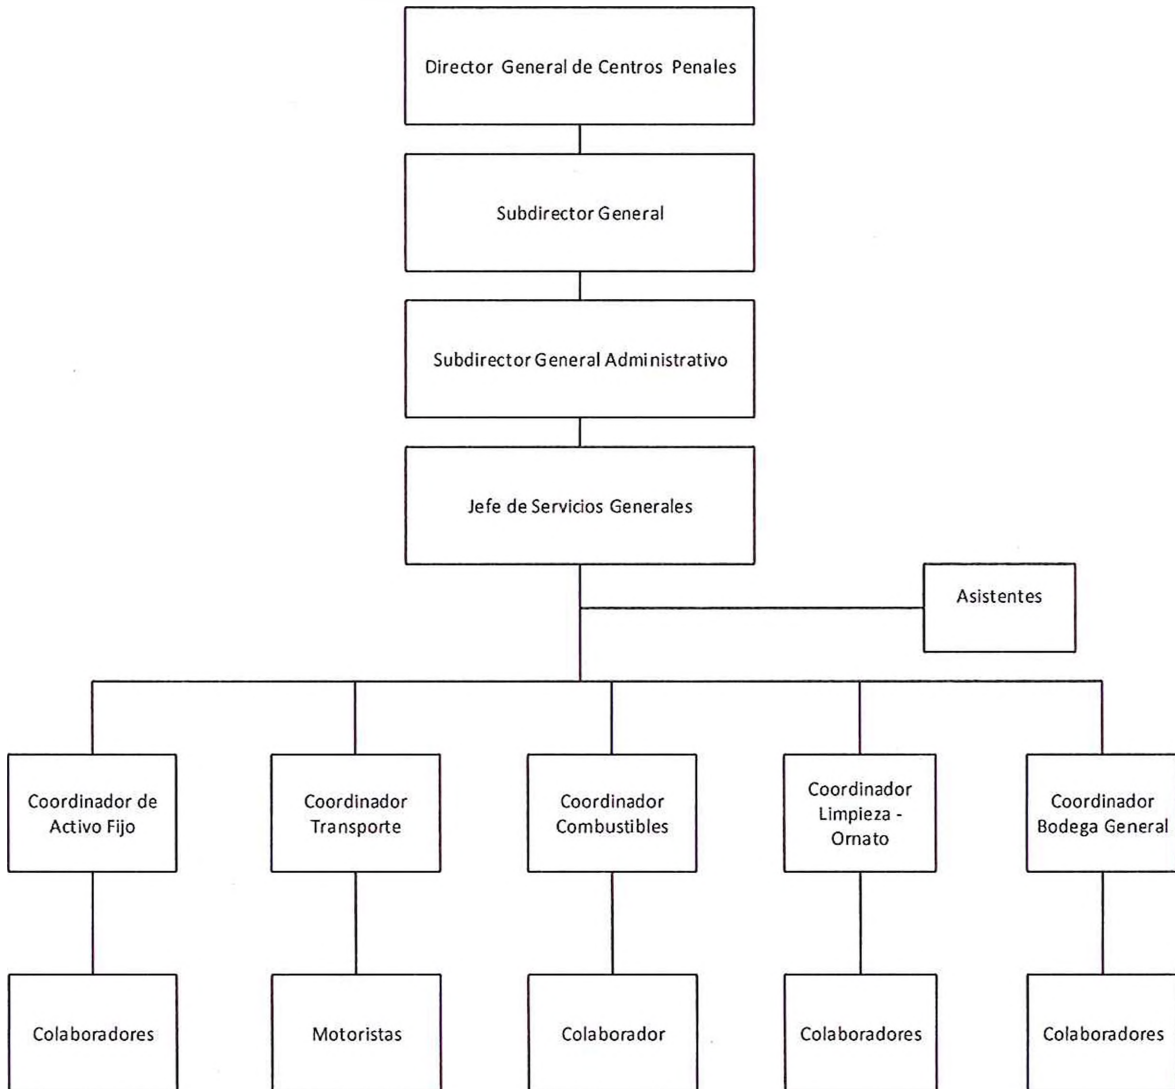 Director General de Centros Penales
Subdirector General
Subdirector General Administrativo
Jefe de Servicios Generales
Asistentes
Coordinador de
Activo Fijo
Coordinador
Transporte
Coordinador
Combustibles
Coordinador
Limpieza -
Ornato
Coordinador
Bodega General
Colaboradores
Motoristas
Colaborador
Colaboradores
Colaboradores